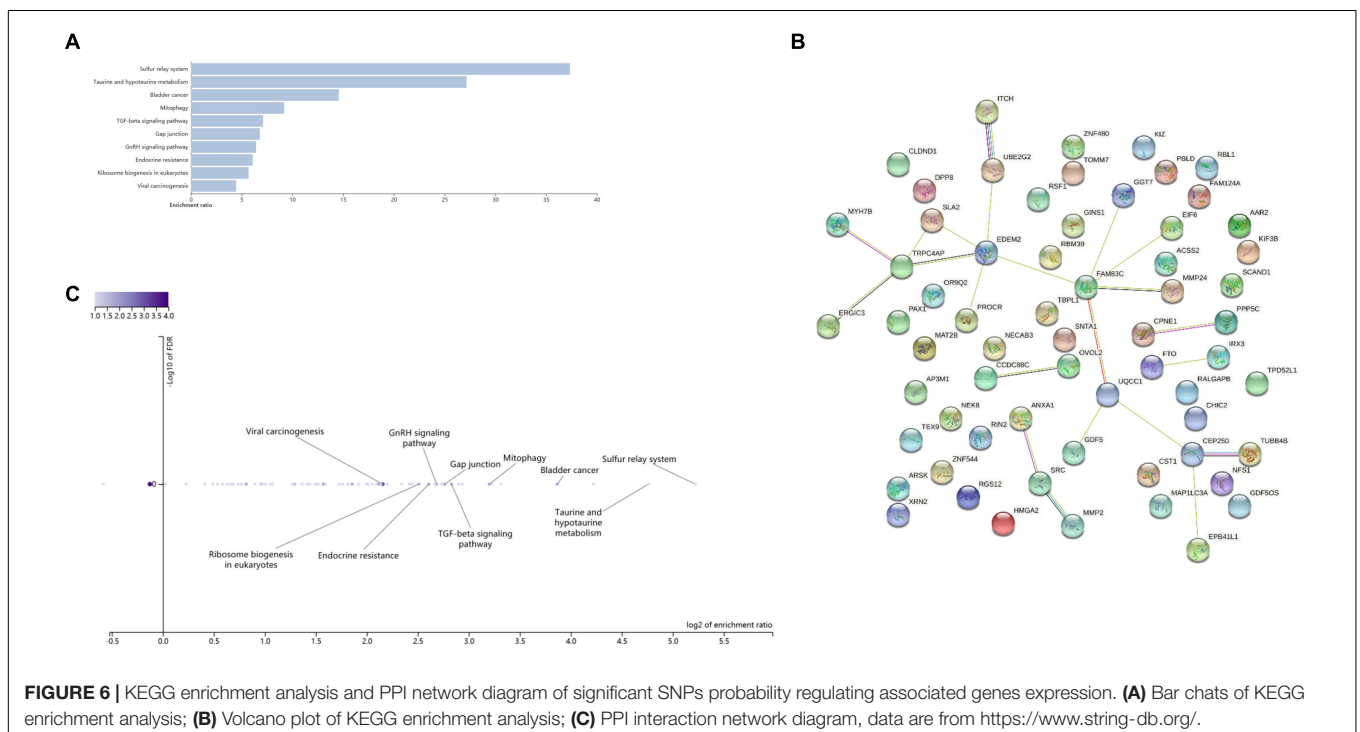 A
Sulfur relay system
Taurine and hypotaurine metabolism
Bladder cancer
Mitophagy
TGF-beta signaling pathway
Gap junction
GnRH signaling pathway
Endocrine resistance
Ribosome biogenesis in eukaryotes
Viral carcinogenesis
0 5 10 15 20 25 30 35 40
Enrichment ratio
B
ITCH
ZNF480
KIZ
CLDND1
UBE2G2
TOMM7
PBLD
RBL1
DPP8
RSF1
GGT7
FAM124A
MYH7B
SLA2
GINS1
EIF6
AAR2
EDEM2
RBM39
KIF3B
TRPC4AP
ACSS2
FAM83C
MMP24
SCAND1
OR9Q2
ERGIC3
PAX1
PROCR
TBPL1
CPNE1
PPP5C
MAT2B
NECAB3
SNTA1
FTO
IRX3
CCDC88C
OVOL2
AP3M1
UQCC1
RALGAPB
TPD52L1
NEK8
ANXA1
CHIC2
TEX9
RIN2
GDF5
CEP250
TUBB4B
ZNF544
CST1
NFS1
ARSK
RGS12
SRC
MAP1LC3A
GDF5OS
XRN2
HMGA2
MMP2
EPB41L1
C
1.0 1.5 2.0 2.5 3.0 3.5 4.0
-Log10 of FDR
Viral carcinogenesis
GnRH signaling
pathway
Gap junction
Mitophagy
Bladder cancer
Sulfur relay system
0
Ribosome biogenesis
in eukaryotes
Endocrine resistance
TGF-beta signaling
pathway
Taurine and
hypotaurine
metabolism
log2 of enrichment ratio
-0.5 0.0 0.5 1.0 1.5 2.0 2.5 3.0 3.5 4.0 4.5 5.0 5.5
FIGURE 6 | KEGG enrichment analysis and PPI network diagram of significant SNPs probability regulating associated genes expression. (A) Bar chats of KEGG
enrichment analysis; (B) Volcano plot of KEGG enrichment analysis; (C) PPI interaction network diagram, data are from https://www.string-db.org/.